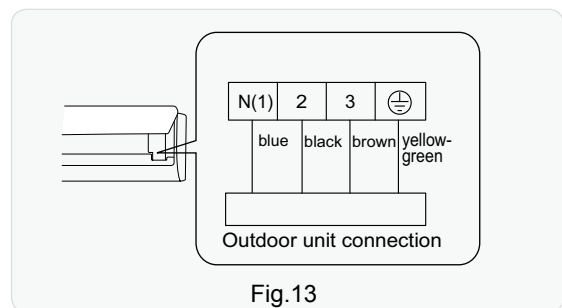 N(1) 2 3
blue black brown yellow-
green
Outdoor unit connection
Fig.13